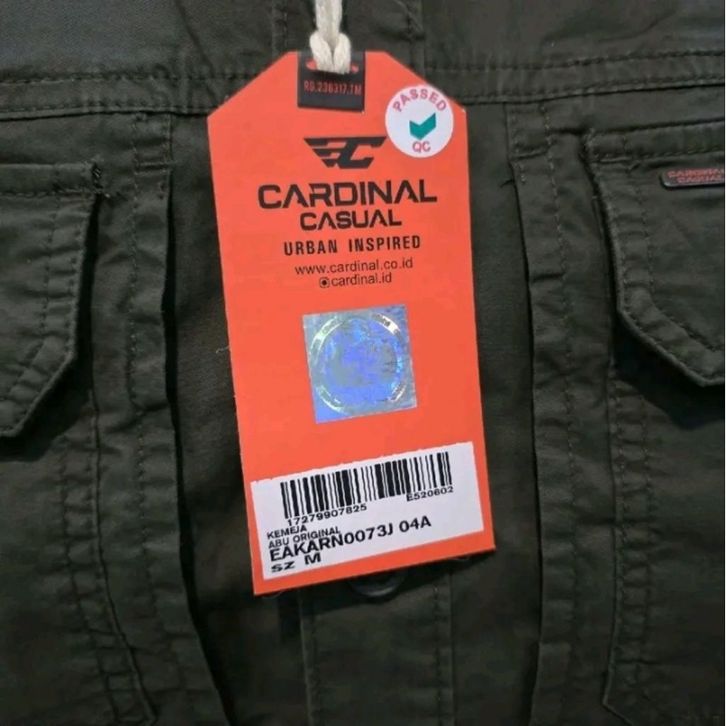 RG.236317.TM
PASSED
QC
CARDINAL
CASUAL
URBAN INSPIRED
www.cardinal.co.id
cardinal.id
17279907825
E520602
KEMEJA
ABU ORIGINAL
EAKARN0073J 04A
SZ M
CARDINAL
CASUAL